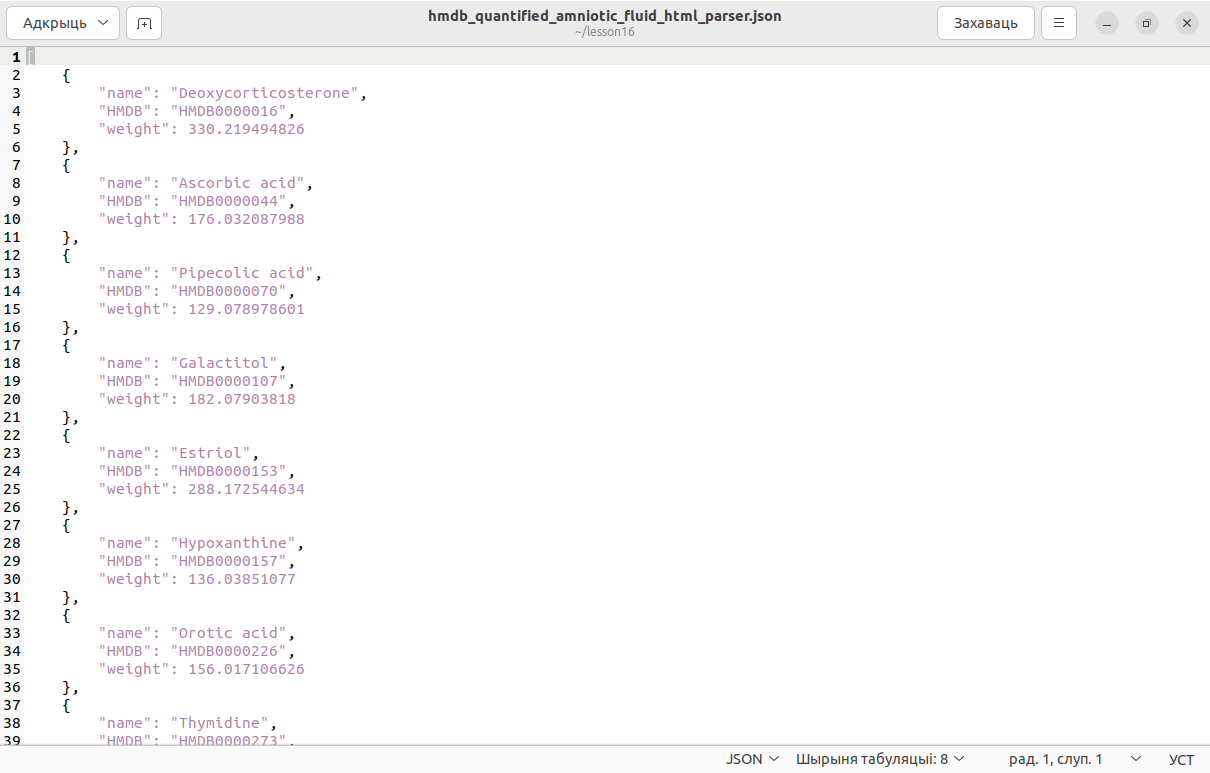 Адкрыць
hmdb_quantified_amniotic_fluid_html_parser.json
~/lesson16
Захаваць
1 [
2     {
3         "name": "Deoxycorticosterone",
4         "HMDB": "HMDB0000016",
5         "weight": 330.219494826
6     },
7     {
8         "name": "Ascorbic acid",
9         "HMDB": "HMDB0000044",
10         "weight": 176.032087988
11     },
12     {
13         "name": "Pipecolic acid",
14         "HMDB": "HMDB0000070",
15         "weight": 129.078978601
16     },
17     {
18         "name": "Galactitol",
19         "HMDB": "HMDB0000107",
20         "weight": 182.07903818
21     },
22     {
23         "name": "Estriol",
24         "HMDB": "HMDB0000153",
25         "weight": 288.172544634
26     },
27     {
28         "name": "Hypoxanthine",
29         "HMDB": "HMDB0000157",
30         "weight": 136.03851077
31     },
32     {
33         "name": "Orotic acid",
34         "HMDB": "HMDB0000226",
35         "weight": 156.017106626
36     },
37     {
38         "name": "Thymidine",
39         "HMDB": "HMDB0000273",
JSON Шырыня табуляцыі: 8 рад. 1, слуп. 1 УСТ